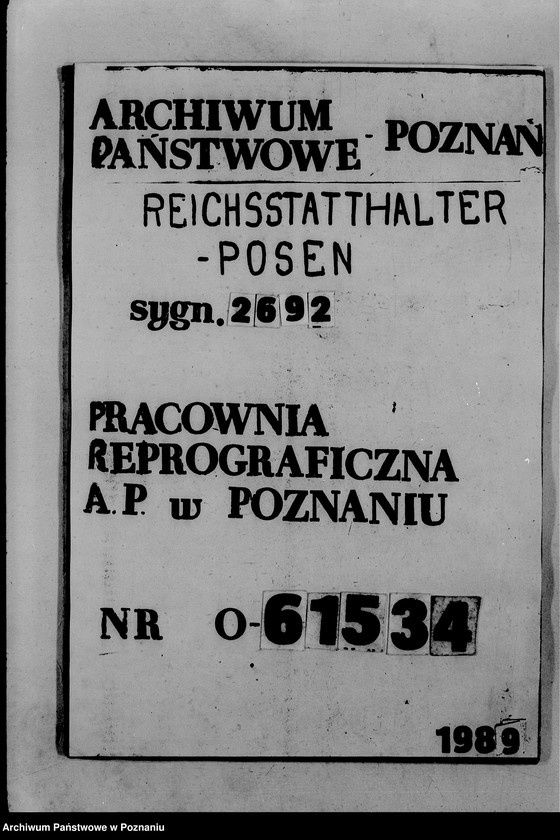 ARCHIWUM
PAŃSTWOWE - POZNAŃ
REICHSSTATTHALTER
-POSEN
sygn. 2692
PRACOWNIA
REPROGRAFICZNA
A.P. w POZNANIU
NR O-61534
1989
Archiwum Państwowe w Poznaniu